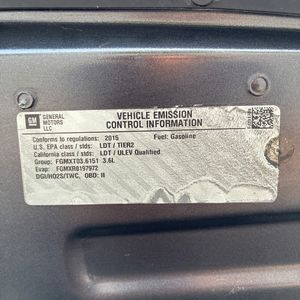 GM
GENERAL
MOTORS
LLC
VEHICLE EMISSION
CONTROL INFORMATION
Conforms to regulations: 2015 Fuel: Gasoline
U.S. EPA class / stds: LDT / TIER2
California class / stds: LDT / ULEV Qualified
Group: FGMXT03.6151 3.6L
Evap: FGMXR0197972
DGI/HO2S/TWC, OBD: II